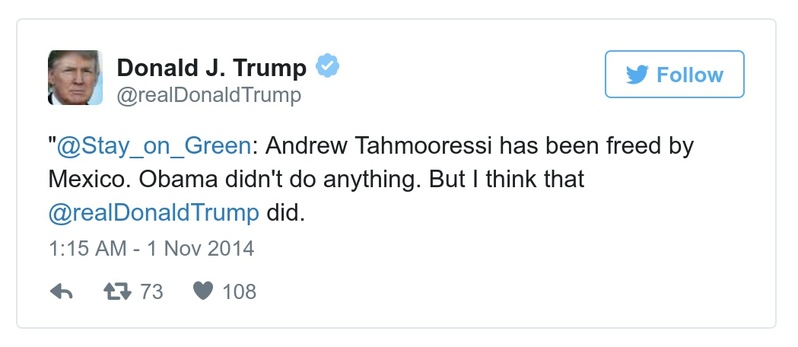 Donald J. Trump
@realDonaldTrump
Follow
"@Stay_on_Green: Andrew Tahmooressi has been freed by
Mexico. Obama didn't do anything. But I think that
@realDonaldTrump did.
1:15 AM - 1 Nov 2014
73 108